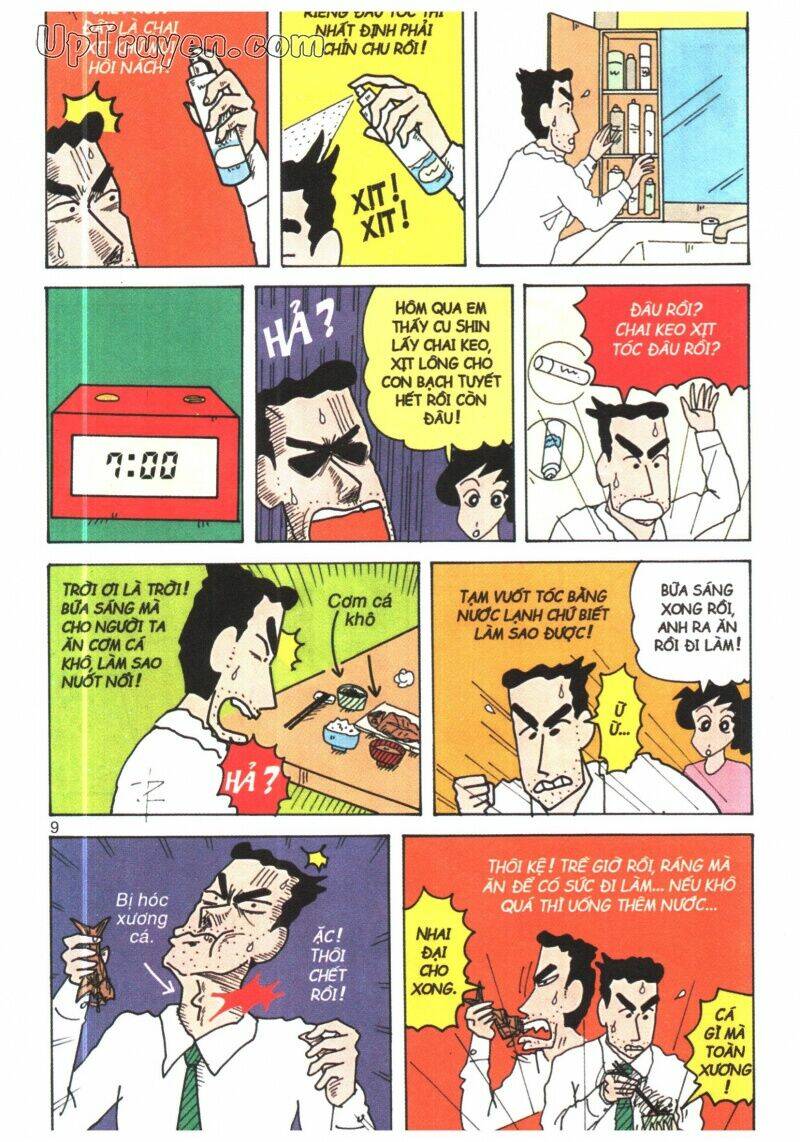 UpTruyen.com
ĐÂY LÀ CHAI
HÔI NÁCH!
RIÊNG ĐẦU TÓC THÌ
NHẤT ĐỊNH PHẢI
CHỈN CHU RỒI!
XỊT!
XỊT!
ĐÂU RỒI?
CHAI KEO XỊT
TÓC ĐÂU RỒI?
HÔM QUA EM
THẤY CU SHIN
LẤY CHAI KEO,
XỊT LÔNG CHO
CON BẠCH TUYẾT
HẾT RỒI CÒN
ĐÂU!
HẢ?
7:00
BỮA SÁNG
XONG RỒI,
ANH RA ĂN
RỒI ĐI LÀM!
TẠM VUỐT TÓC BẰNG
NƯỚC LẠNH CHỨ BIẾT
LÀM SAO ĐƯỢC!
Ừ
Ừ...
Cơm cá
khô
TRỜI ƠI LÀ TRỜI!
BỮA SÁNG MÀ
CHO NGƯỜI TA
ĂN CƠM CÁ
KHÔ, LÀM SAO
NUỐT NỔI!
HẢ?
9
THÔI KỆ! TRỄ GIỜ RỒI, RÁNG MÀ
ĂN ĐỂ CÓ SỨC ĐI LÀM... NẾU KHÔ
QUÁ THÌ UỐNG THÊM NƯỚC...
CÁ
GÌ MÀ
TOÀN
XƯƠNG
!
NHAI
ĐẠI
CHO
XONG.
ẶC!
THÔI
CHẾT
RỒI!
Bị hóc
xương
cá.